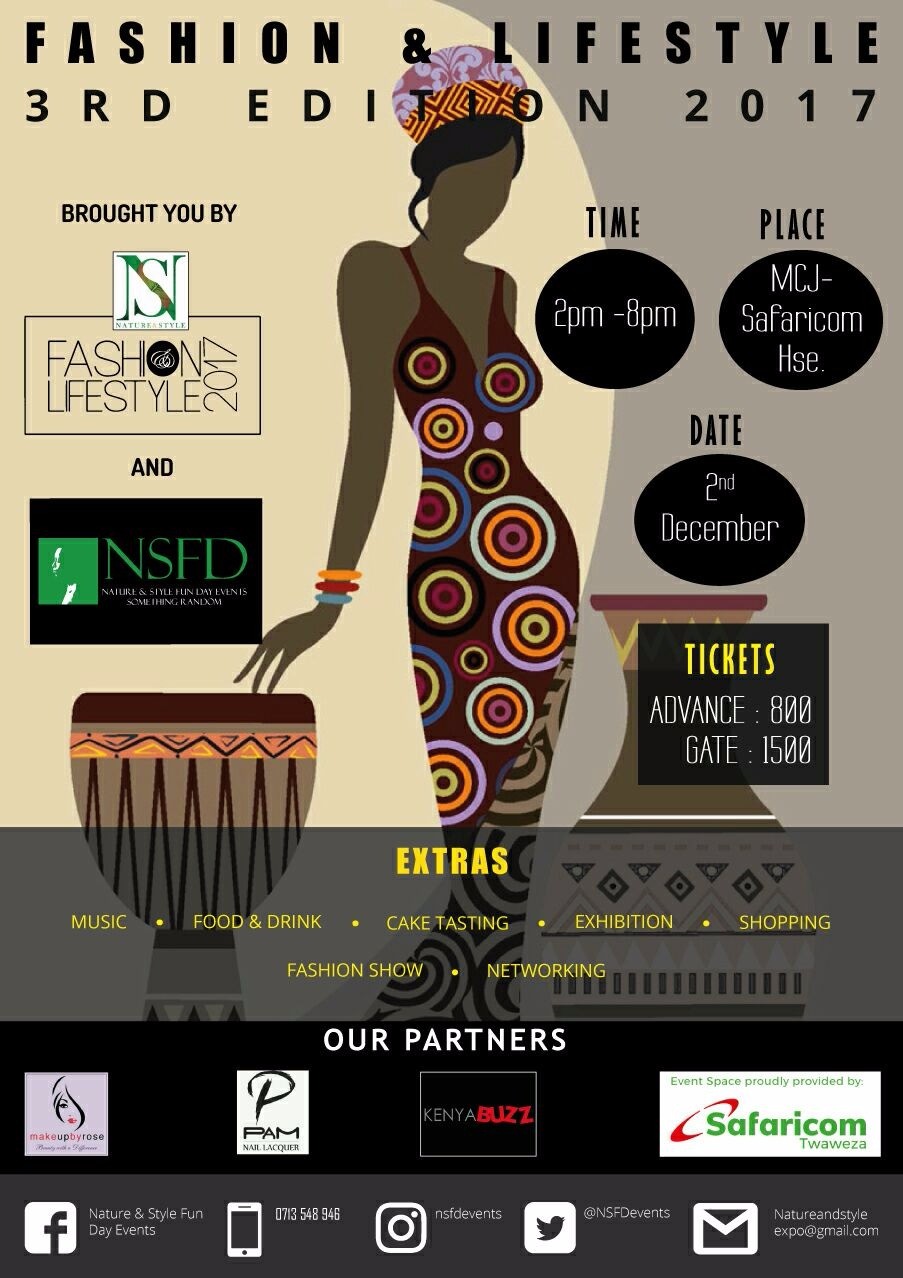 FASHION & LIFESTYLE
3RD EDITION 2017
BROUGHT YOU BY
NS
NATURE&STYLE
FASHION
LIFESTYLE 2017
AND
NSFD
NATURE & STYLE FUN DAY EVENTS
SOMETHING RANDOM
TIME
2pm -8pm
PLACE
MCJ-
Safaricom
Hse.
DATE
2nd
December
TICKETS
ADVANCE : 800
GATE : 1500
EXTRAS
MUSIC • FOOD & DRINK • CAKE TASTING • EXHIBITION • SHOPPING
FASHION SHOW • NETWORKING
OUR PARTNERS
makeupbyrose
Beauty with a Difference
P
PAM
NAIL LACQUER
KENYABUZZ
Event Space proudly provided by:
Safaricom
Twaweza
Nature & Style Fun
Day Events
0713 548 946
nsfdevents
@NSFDevents
Natureandstyle
expo@gmail.com